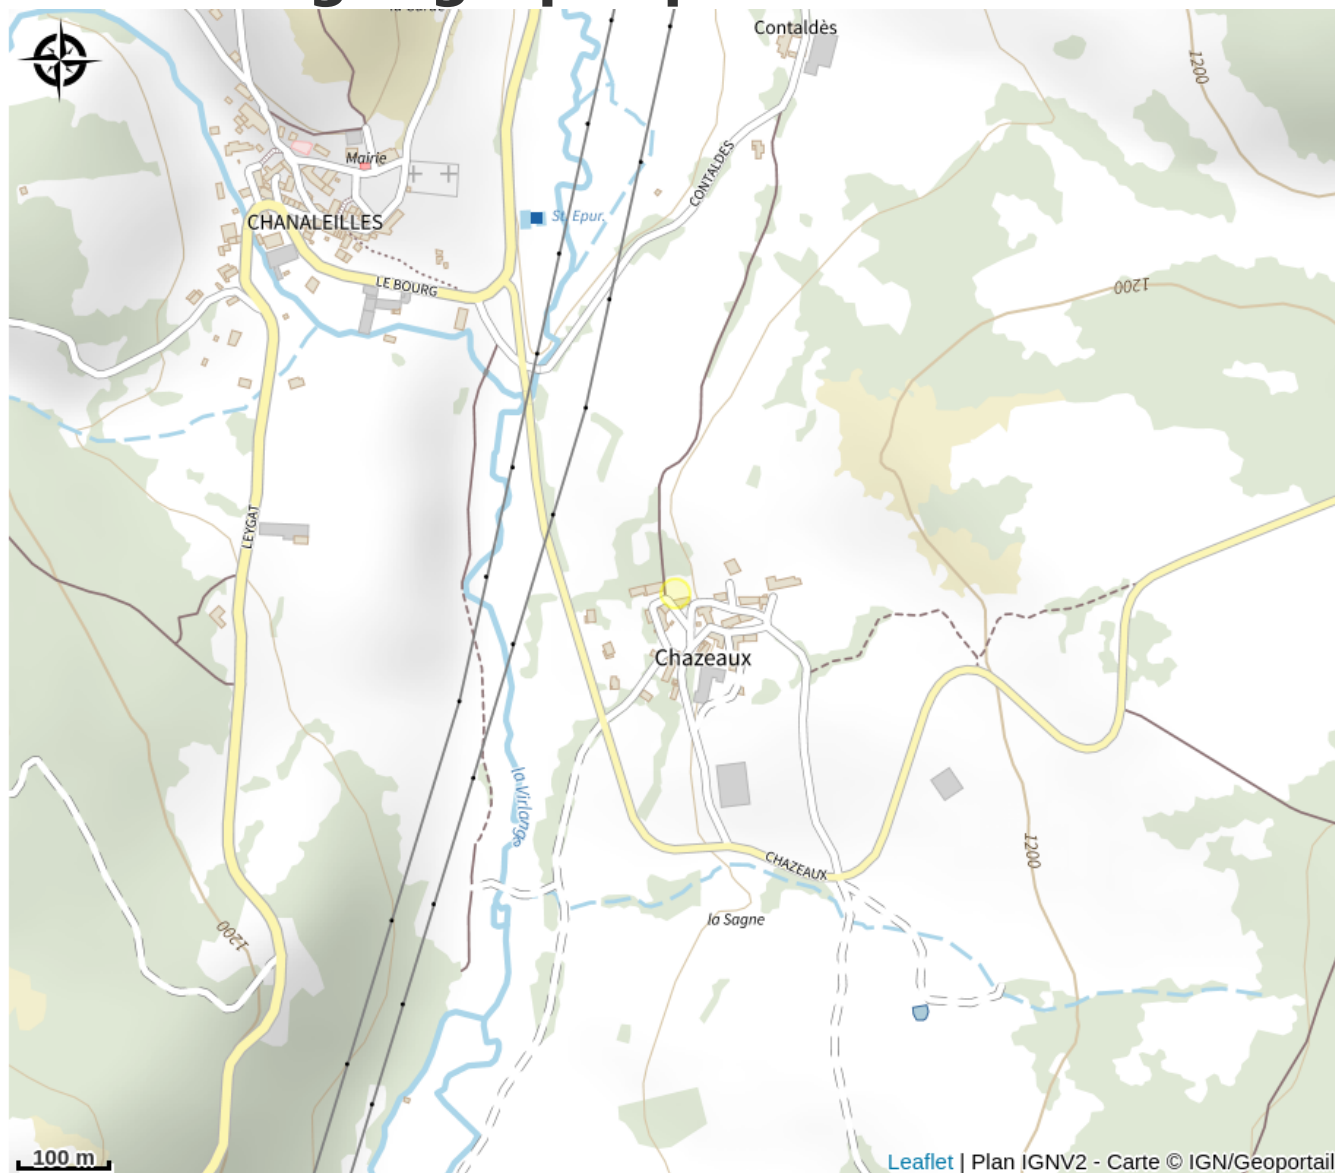 Contaldès
1200
CONTALDES
Mairie
CHANALEILLES
St. Epur.
LE BOURG
1200
LEYGAT
Chazeaux
la Virlange
1200
CHAZEAUX
la Sagne
1200
100 m
Leaflet | Plan IGNV2 - Carte © IGN/Geoportail